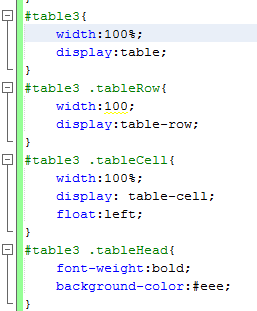 #table3{
width:100%;
display:table;
}
#table3 .tableRow{
width:100;
display:table-row;
}
#table3 .tableCell{
width:100%;
display: table-cell;
float:left;
}
#table3 .tableHead{
font-weight:bold;
background-color:#eee;
}